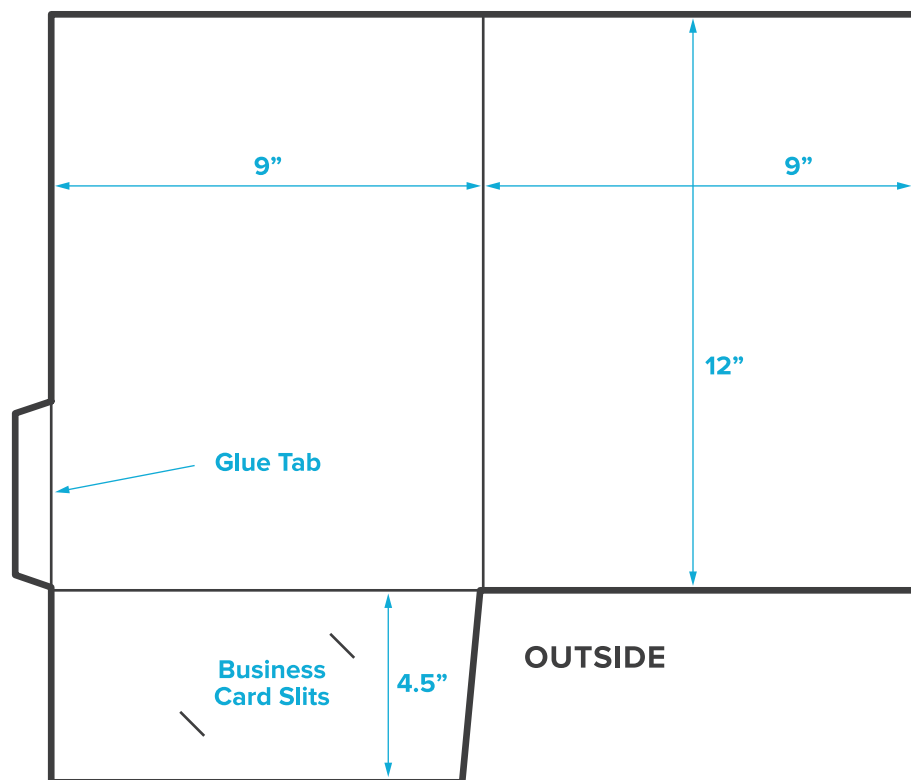 9”
9”
12”
Glue Tab
OUTSIDE
Business
Card Slits
4.5”